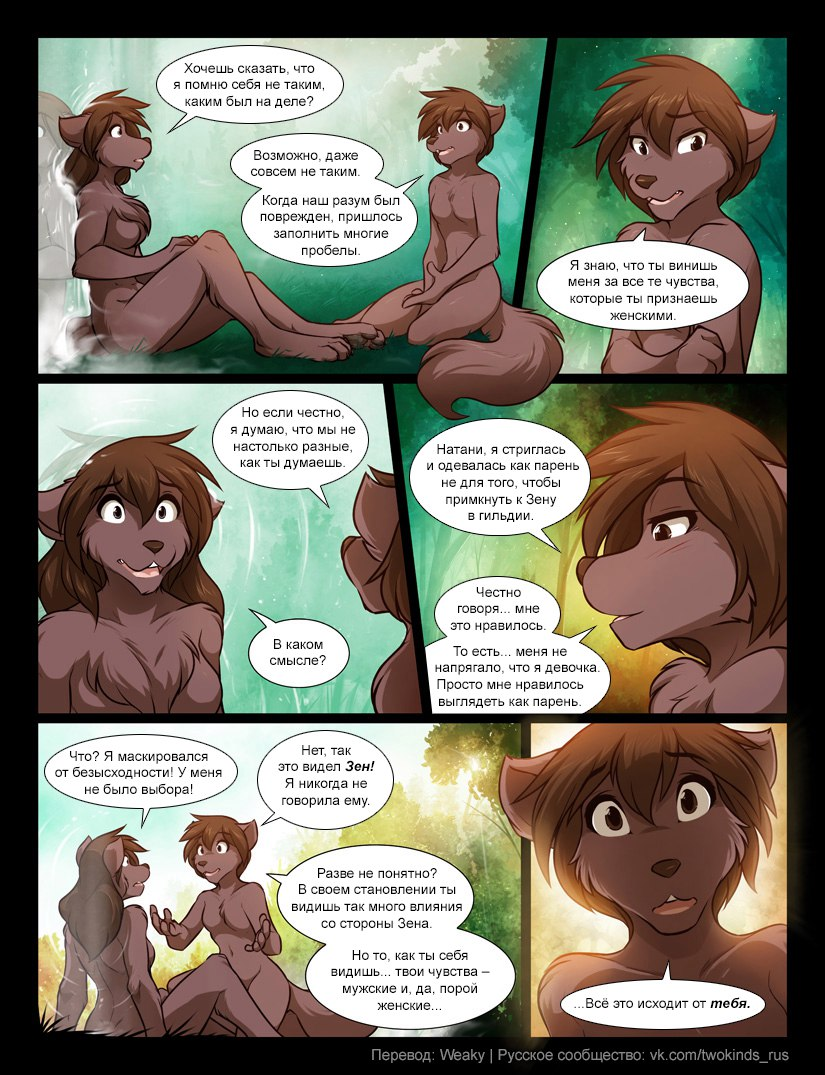 Хочешь сказать, что
я помню себя не таким,
каким был на деле?
Возможно, даже
совсем не таким.
Когда наш разум был
поврежден, пришлось
заполнить многие
пробелы.
Я знаю, что ты винишь
меня за все те чувства,
которые ты признаешь
женскими.
Но если честно,
я думаю, что мы не
настолько разные,
как ты думаешь.
В каком
смысле?
Натани, я стриглась
и одевалась как парень
не для того, чтобы
примкнуть к Зену
в гильдии.
Честно
говоря... мне
это нравилось.
То есть... меня не
напрягало, что я девочка.
Просто мне нравилось
выглядеть как парень.
Что? Я маскировался
от безысходности! У меня
не было выбора!
Нет, так
это видел Зен!
Я никогда не
говорила ему.
Разве не понятно?
В своем становлении ты
видишь так много влияния
со стороны Зена.
Но то, как ты себя
видишь... твои чувства –
мужские и, да, порой
женские...
...Всё это исходит от тебя.
Перевод: Weaky | Русское сообщество: vk.com/twokinds_rus